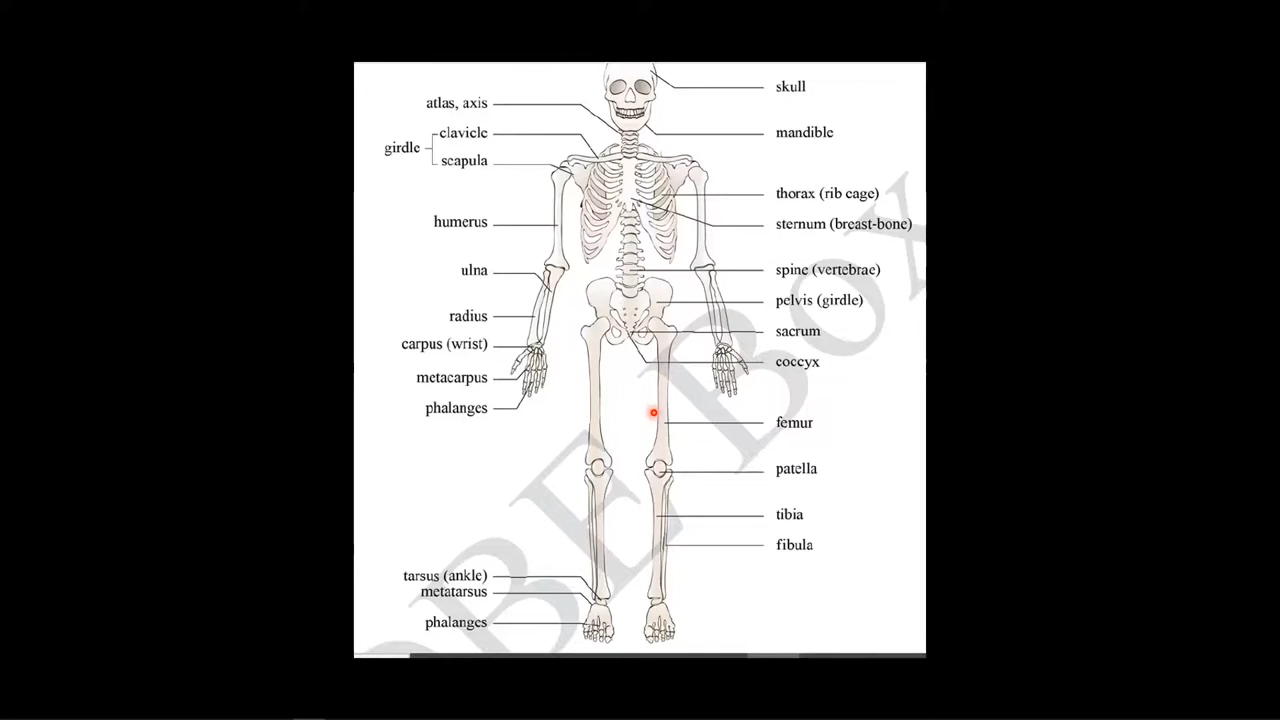 skull
atlas, axis
mandible
clavicle
girdle
scapula
thorax (rib cage)
humerus
sternum (breast-bone)
ulna
spine (vertebrae)
pelvis (girdle)
radius
sacrum
carpus (wrist)
coccyx
metacarpus
phalanges
femur
patella
tibia
fibula
tarsus (ankle)
metatarsus
phalanges